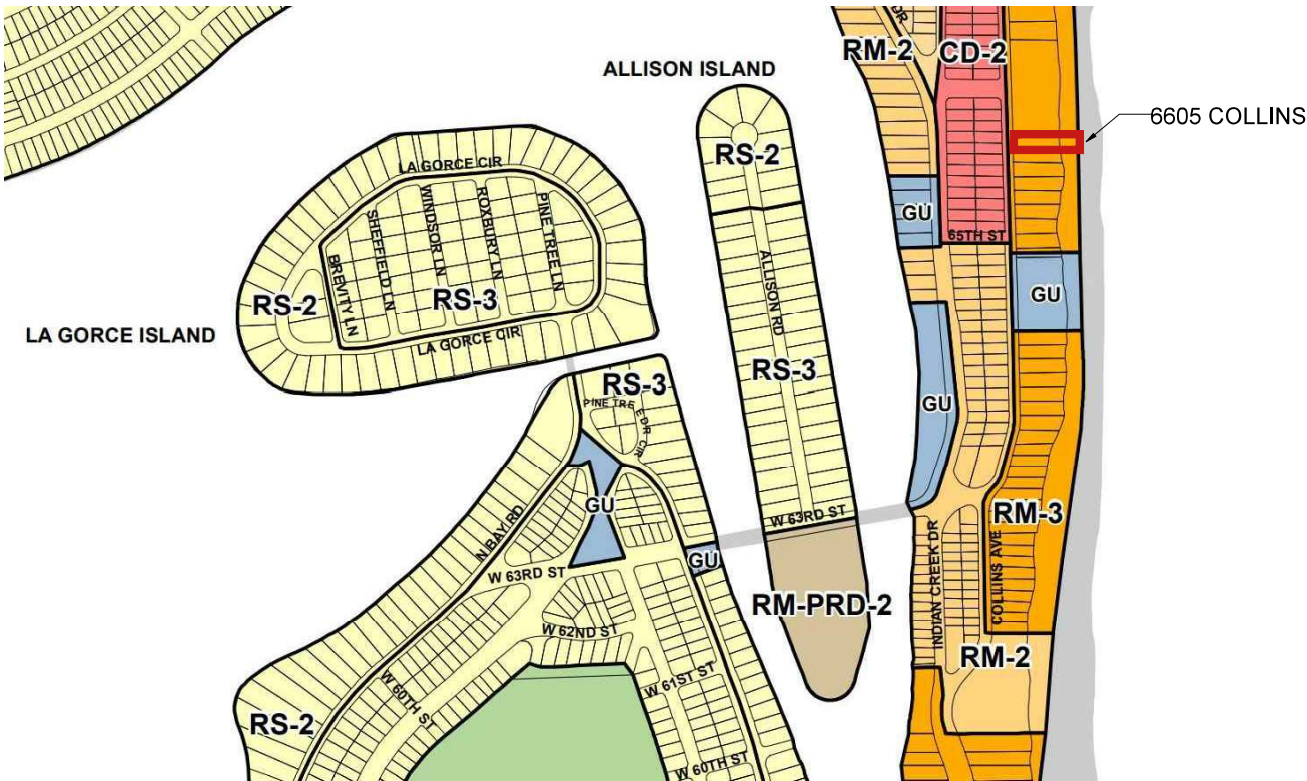 DR
RM-2
CD-2
ALLISON ISLAND
6605 COLLINS
RS-2
LA GORCE CIR
GU
65TH ST
SHEFFIELD LN
WINDSOR LN
ROXBURY LN
PINE TREE LN
BREVITY LN
RS-2
RS-3
ALLISON RD
GU
LA GORCE ISLAND
LA GORCE CIR
RS-3
RS-3
PINE TREE DR CIR
GU
GU
N BAY RD
W 63RD ST
RM-3
INDIAN CREEK DR
COLLINS AVE
GU
W 63RD ST
RM-PRD-2
W 62ND ST
RM-2
W 61ST ST
W 60TH ST
RS-2
W 60TH ST